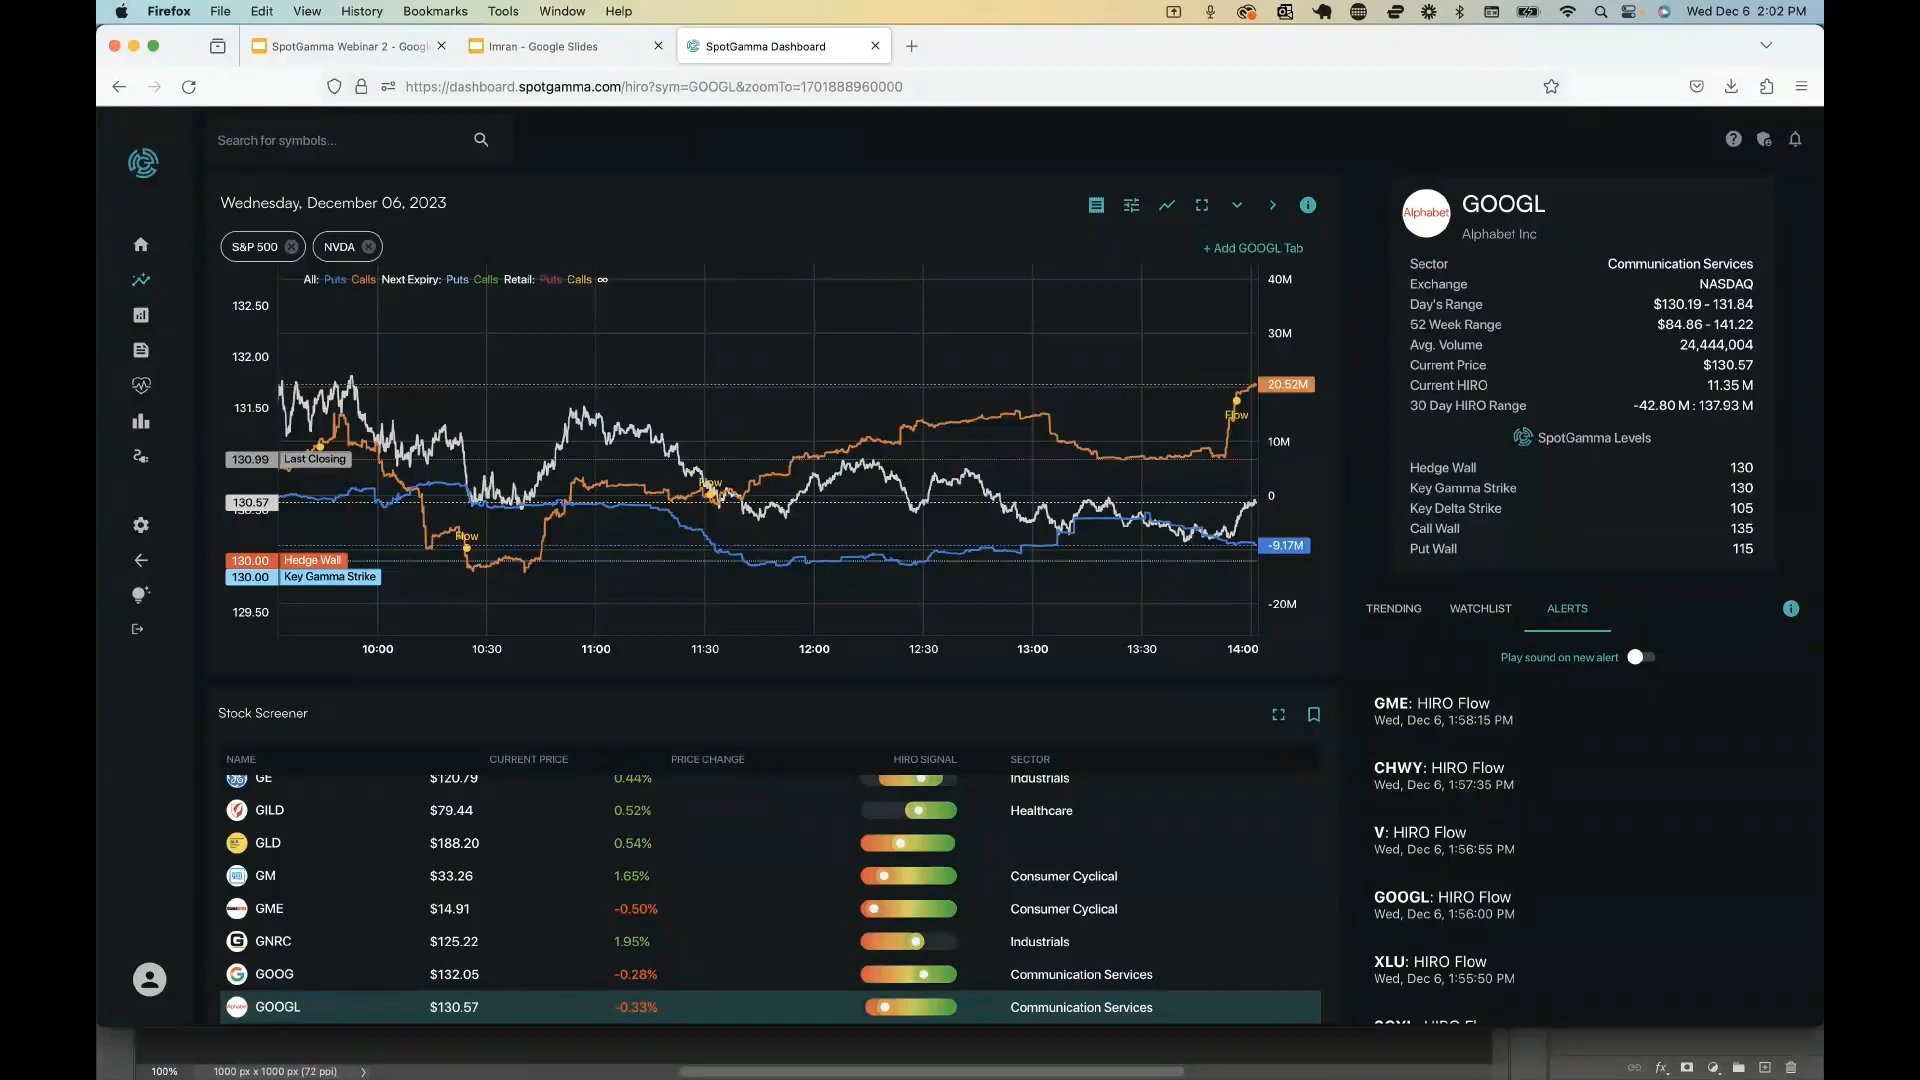 Firefox File Edit View History Bookmarks Tools Window Help
Wed Dec 6 2:02 PM
SpotGamma Webinar 2 - Googl
Imran - Google Slides
SpotGamma Dashboard
https://dashboard.spotgamma.com/hiro?sym=GOOGL&zoomTo=1701888960000
Search for symbols...
Wednesday, December 06, 2023
S&P 500
NVDA
+ Add GOOGL Tab
All: Puts Calls Next Expiry: Puts Calls Retail: Puts Calls ∞
132.50
132.00
131.50
130.99 Last Closing
130.57
130.00 Hedge Wall
130.00 Key Gamma Strike
129.50
40M
30M
20.52M
10M
0
-9.17M
-20M
Flow
Flow
Flow
10:00 10:30 11:00 11:30 12:00 12:30 13:00 13:30 14:00
Alphabet
GOOGL
Alphabet Inc
Sector Communication Services
Exchange NASDAQ
Day's Range $130.19 - 131.84
52 Week Range $84.86 - 141.22
Avg. Volume 24,444,004
Current Price $130.57
Current HIRO 11.35 M
30 Day HIRO Range -42.80 M : 137.93 M
SpotGamma Levels
Hedge Wall 130
Key Gamma Strike 130
Key Delta Strike 105
Call Wall 135
Put Wall 115
TRENDING WATCHLIST ALERTS
Play sound on new alert
GME: HIRO Flow
Wed, Dec 6, 1:58:15 PM
CHWY: HIRO Flow
Wed, Dec 6, 1:57:35 PM
V: HIRO Flow
Wed, Dec 6, 1:56:55 PM
GOOGL: HIRO Flow
Wed, Dec 6, 1:56:00 PM
XLU: HIRO Flow
Wed, Dec 6, 1:55:50 PM
Stock Screener
NAME CURRENT PRICE PRICE CHANGE HIRO SIGNAL SECTOR
GE $120.79 0.44% Industrials
GILD $79.44 0.52% Healthcare
GLD $188.20 0.54%
GM $33.26 1.65% Consumer Cyclical
GME $14.91 -0.50% Consumer Cyclical
GNRC $125.22 1.95% Industrials
GOOG $132.05 -0.28% Communication Services
GOOGL $130.57 -0.33% Communication Services
100% 1000 px x 1000 px (72 ppi)
fx